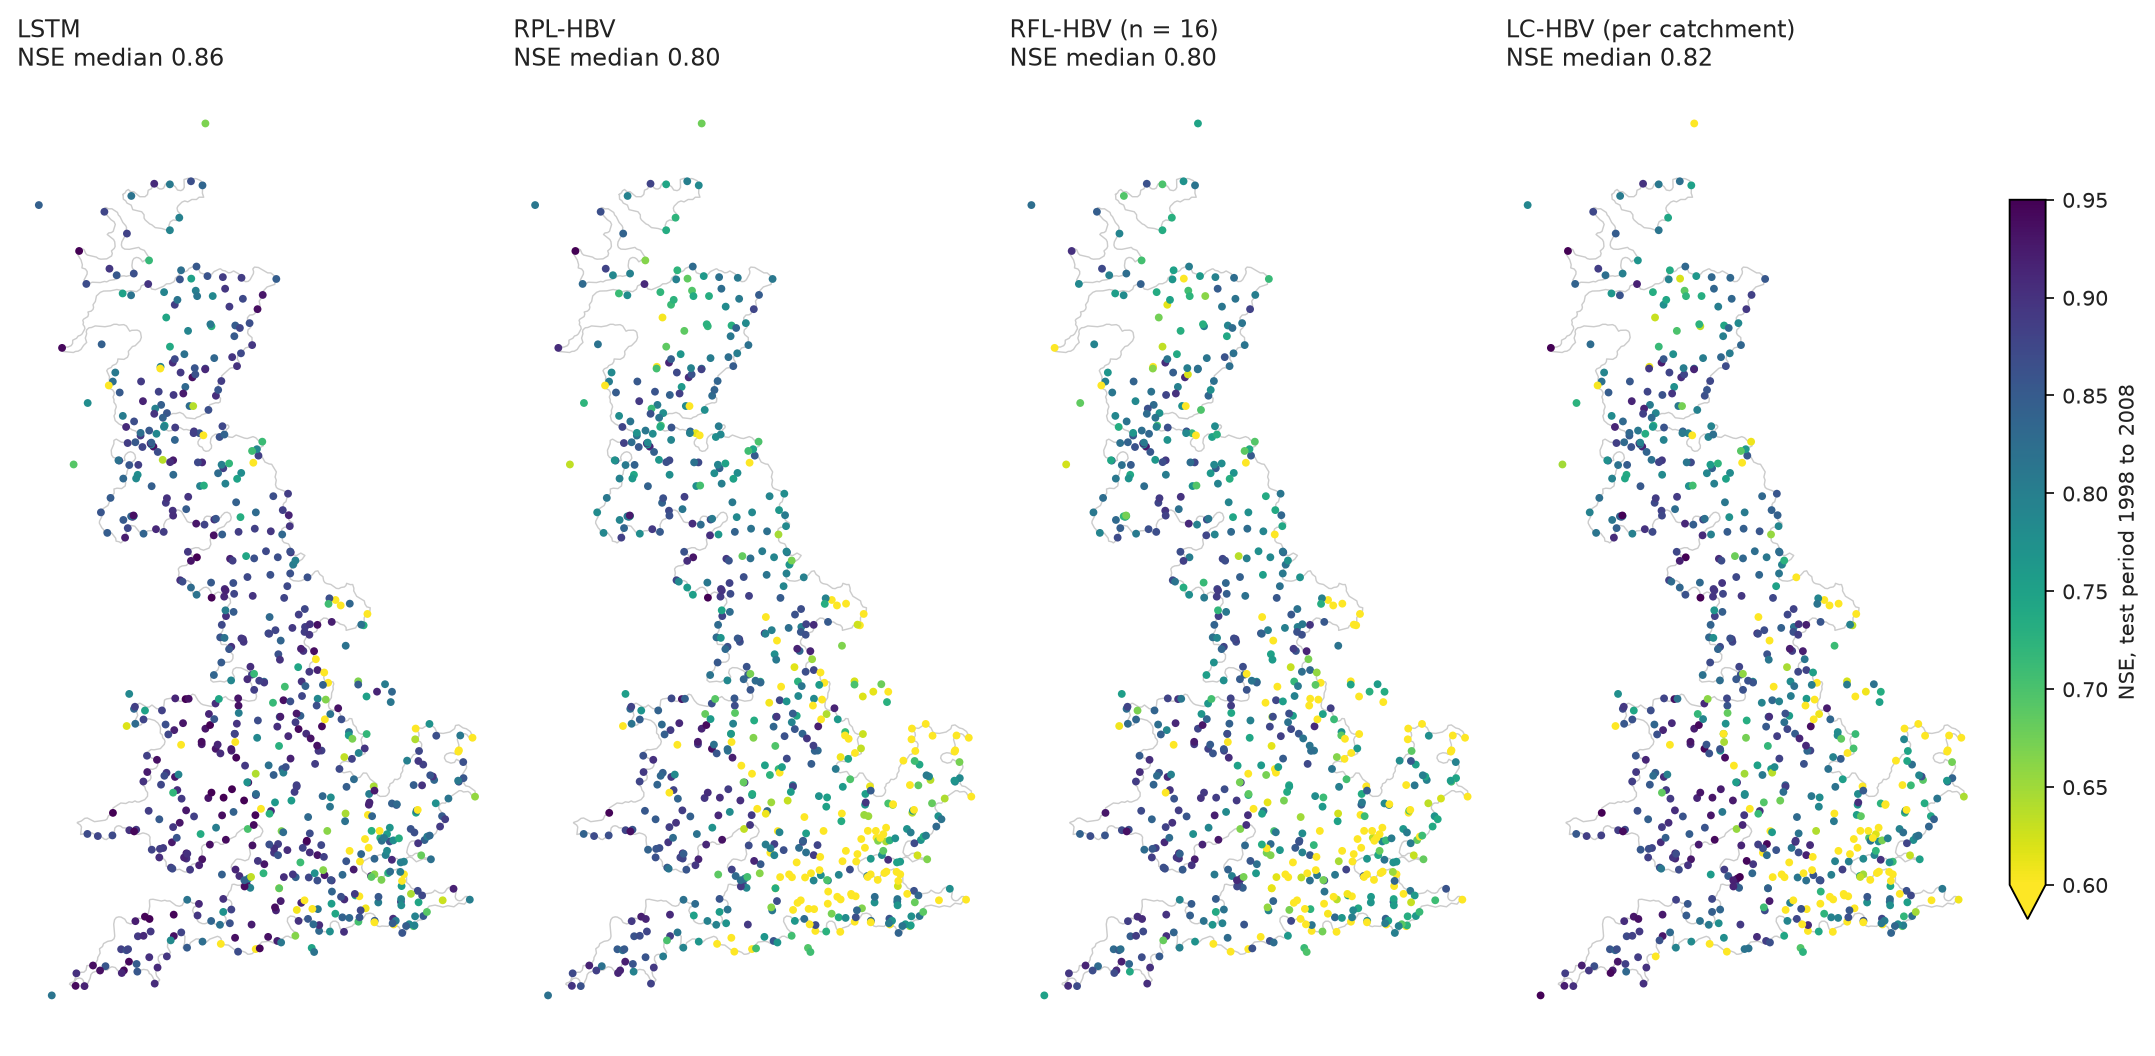 LSTM
NSE median 0.86
RPL-HBV
NSE median 0.80
RFL-HBV (n = 16)
NSE median 0.80
LC-HBV (per catchment)
NSE median 0.82
0.95
0.90
0.85
0.80
0.75
0.70
0.65
0.60
NSE, test period 1998 to 2008